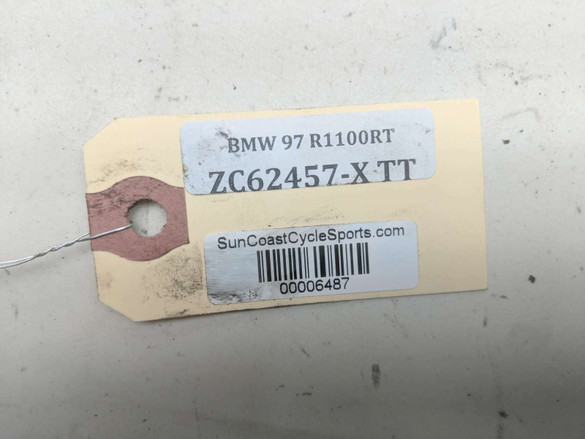 BMW 97 R1100RT
ZC62457-X TT
SunCoastCycleSports.com
00006487